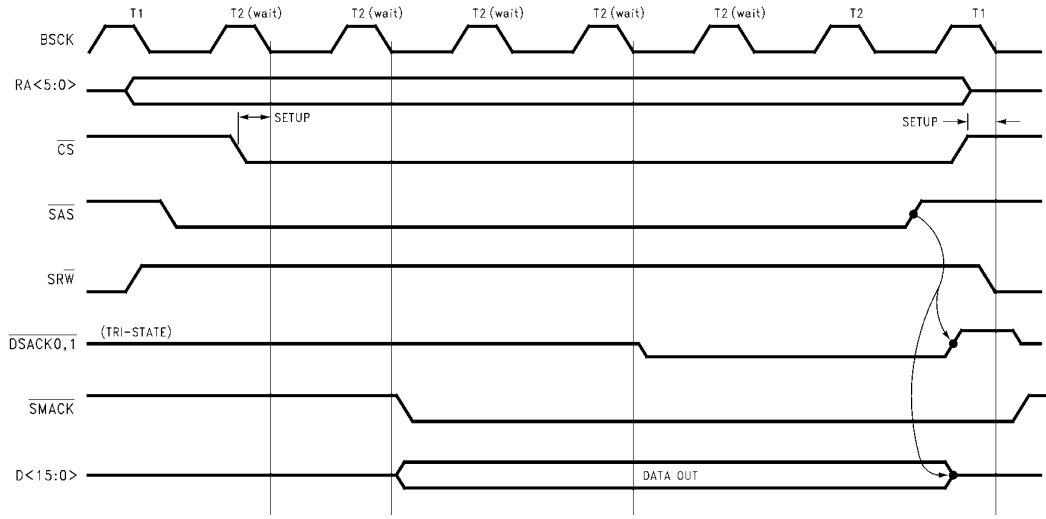 T1 T2 (wait) T2 (wait) T2 (wait) T2 (wait) T2 (wait) T2 T1
BSCK
RA<5:0>
SETUP SETUP
CS
SAS
SRW
(TRI-STATE)
DSACK0,1
SMACK
D<15:0> DATA OUT